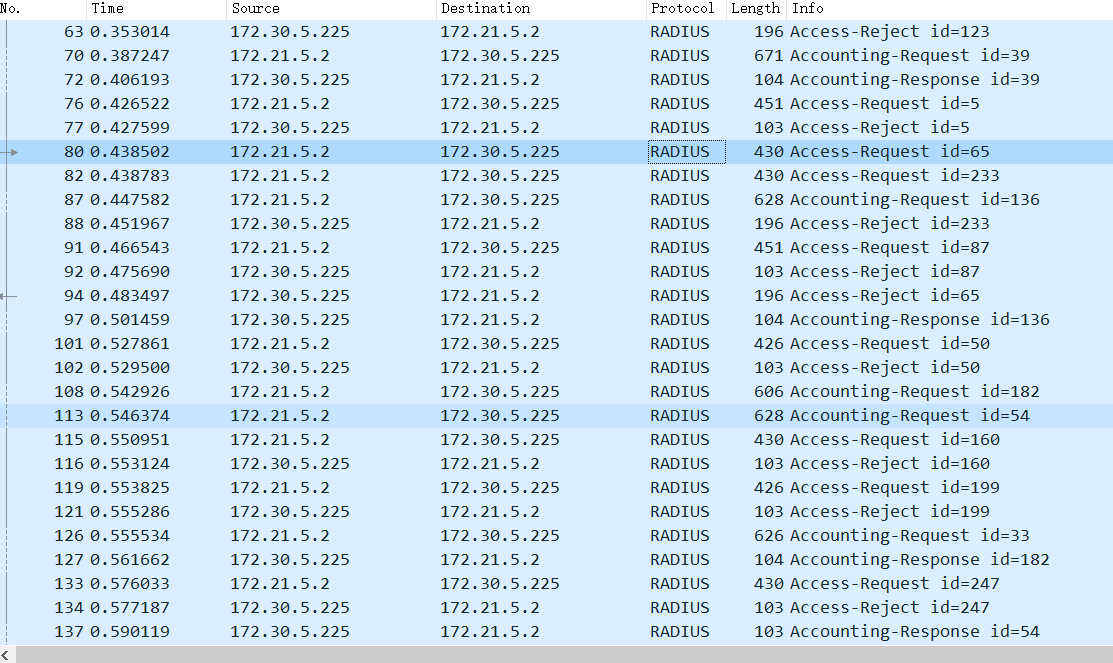 No. Time Source Destination Protocol Length Info
63 0.353014 172.30.5.225 172.21.5.2 RADIUS 196 Access-Reject id=123
70 0.387247 172.21.5.2 172.30.5.225 RADIUS 671 Accounting-Request id=39
72 0.406193 172.30.5.225 172.21.5.2 RADIUS 104 Accounting-Response id=39
76 0.426522 172.21.5.2 172.30.5.225 RADIUS 451 Access-Request id=5
77 0.427599 172.30.5.225 172.21.5.2 RADIUS 103 Access-Reject id=5
80 0.438502 172.21.5.2 172.30.5.225 RADIUS 430 Access-Request id=65
82 0.438783 172.21.5.2 172.30.5.225 RADIUS 430 Access-Request id=233
87 0.447582 172.21.5.2 172.30.5.225 RADIUS 628 Accounting-Request id=136
88 0.451967 172.30.5.225 172.21.5.2 RADIUS 196 Access-Reject id=233
91 0.466543 172.21.5.2 172.30.5.225 RADIUS 451 Access-Request id=87
92 0.475690 172.30.5.225 172.21.5.2 RADIUS 103 Access-Reject id=87
94 0.483497 172.30.5.225 172.21.5.2 RADIUS 196 Access-Reject id=65
97 0.501459 172.30.5.225 172.21.5.2 RADIUS 104 Accounting-Response id=136
101 0.527861 172.21.5.2 172.30.5.225 RADIUS 426 Access-Request id=50
102 0.529500 172.30.5.225 172.21.5.2 RADIUS 103 Access-Reject id=50
108 0.542926 172.21.5.2 172.30.5.225 RADIUS 606 Accounting-Request id=182
113 0.546374 172.21.5.2 172.30.5.225 RADIUS 628 Accounting-Request id=54
115 0.550951 172.21.5.2 172.30.5.225 RADIUS 430 Access-Request id=160
116 0.553124 172.30.5.225 172.21.5.2 RADIUS 103 Access-Reject id=160
119 0.553825 172.21.5.2 172.30.5.225 RADIUS 426 Access-Request id=199
121 0.555286 172.30.5.225 172.21.5.2 RADIUS 103 Access-Reject id=199
126 0.555534 172.21.5.2 172.30.5.225 RADIUS 626 Accounting-Request id=33
127 0.561662 172.30.5.225 172.21.5.2 RADIUS 104 Accounting-Response id=182
133 0.576033 172.21.5.2 172.30.5.225 RADIUS 430 Access-Request id=247
134 0.577187 172.30.5.225 172.21.5.2 RADIUS 103 Access-Reject id=247
137 0.590119 172.30.5.225 172.21.5.2 RADIUS 103 Accounting-Response id=54